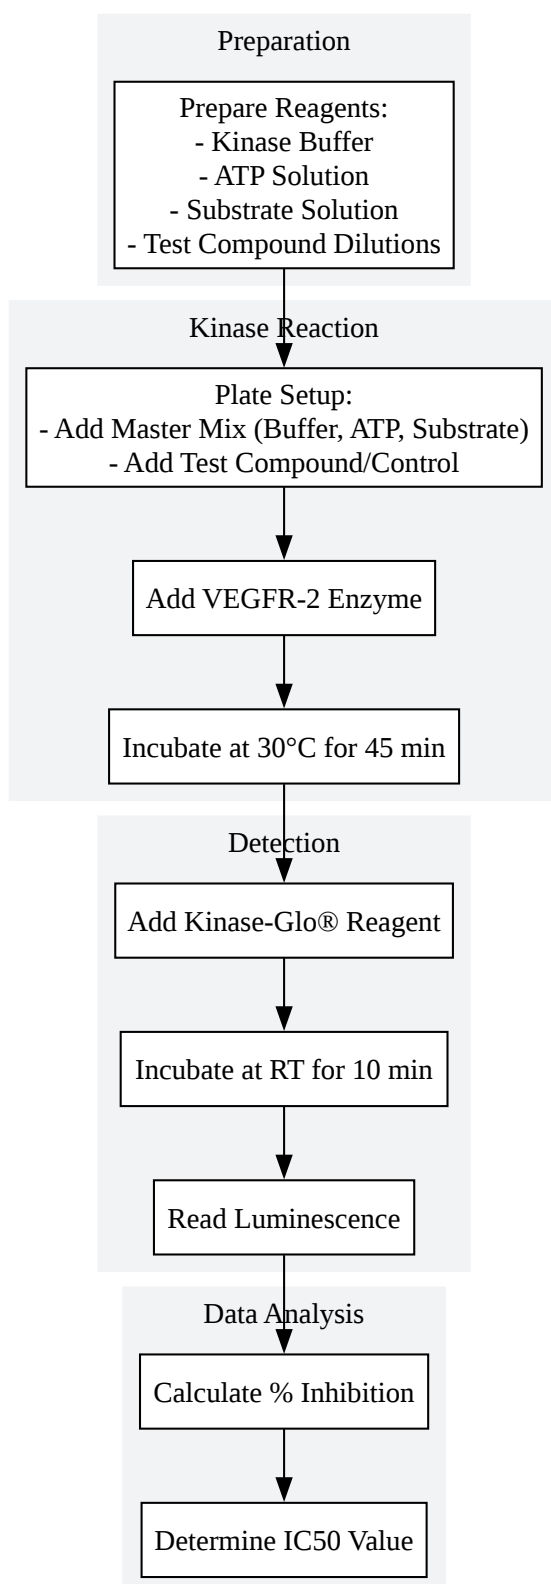 Preparation
Prepare Reagents:
- Kinase Buffer
- ATP Solution
- Substrate Solution
- Test Compound Dilutions
Kinase Reaction
Plate Setup:
- Add Master Mix (Buffer, ATP, Substrate)
- Add Test Compound/Control
Add VEGFR-2 Enzyme
Incubate at 30°C for 45 min
Detection
Add Kinase-Glo® Reagent
Incubate at RT for 10 min
Read Luminescence
Data Analysis
Calculate % Inhibition
Determine IC50 Value